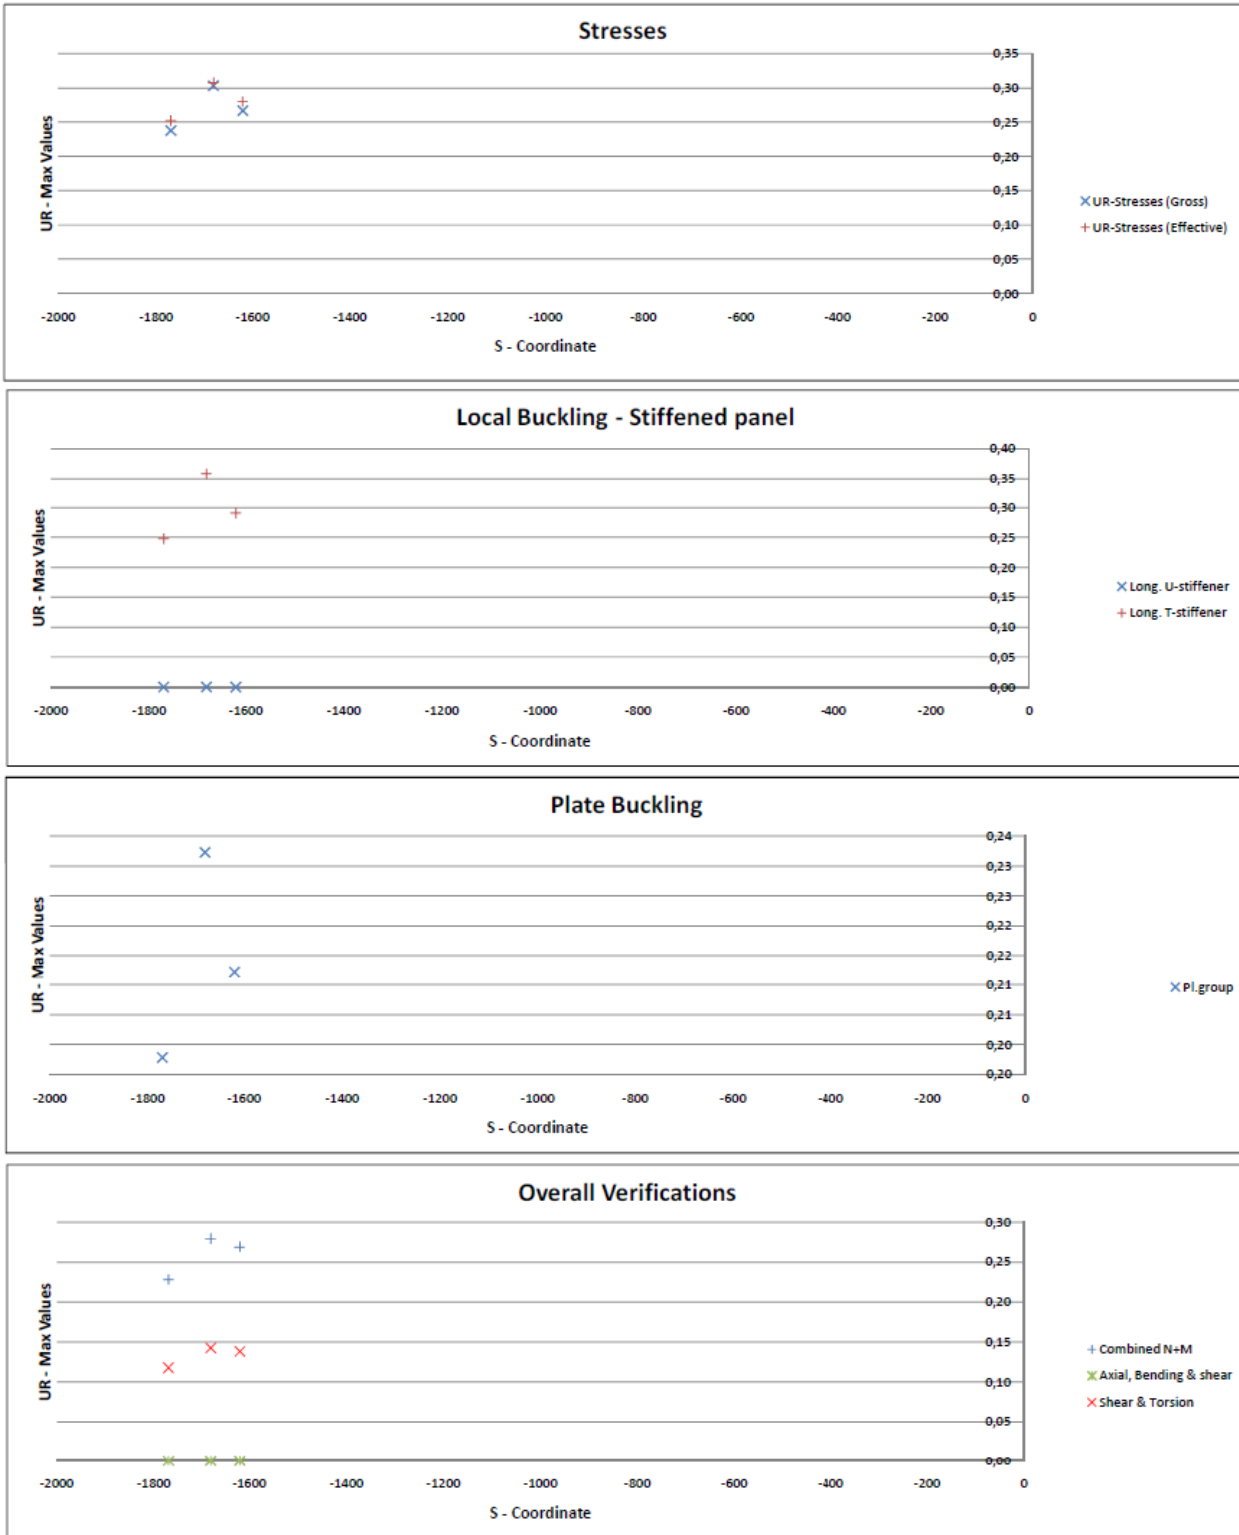 Stresses
UR - Max Values
0,35
0,30
0,25
0,20
0,15
0,10
0,05
0,00
-2000 -1800 -1600 -1400 -1200 -1000 -800 -600 -400 -200 0
S - Coordinate
UR-Stresses (Gross)
UR-Stresses (Effective)
Local Buckling - Stiffened panel
UR - Max Values
0,40
0,35
0,30
0,25
0,20
0,15
0,10
0,05
0,00
-2000 -1800 -1600 -1400 -1200 -1000 -800 -600 -400 -200 0
S - Coordinate
Long. U-stiffener
Long. T-stiffener
Plate Buckling
UR - Max Values
0,24
0,23
0,23
0,22
0,22
0,21
0,21
0,20
0,20
-2000 -1800 -1600 -1400 -1200 -1000 -800 -600 -400 -200 0
S - Coordinate
Pl.group
Overall Verifications
UR - Max Values
0,30
0,25
0,20
0,15
0,10
0,05
0,00
-2000 -1800 -1600 -1400 -1200 -1000 -800 -600 -400 -200 0
S - Coordinate
Combined N+M
Axial, Bending & shear
Shear & Torsion